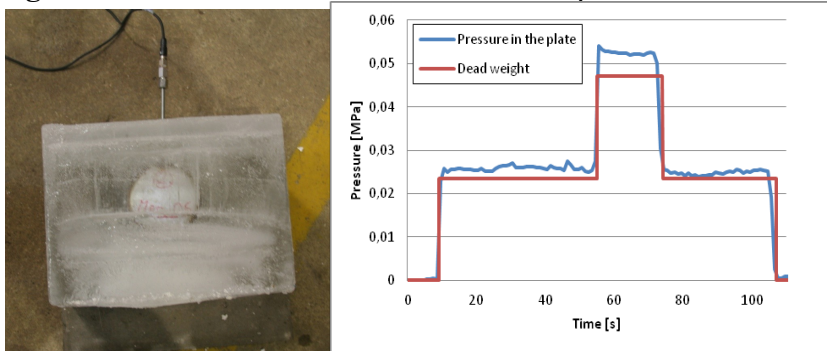 0,06
Pressure in the plate
Dead weight
0,05
0,04
0,03
0,02
0,01
0
Pressure [MPa]
0 20 40 60 80 100
Time [s]